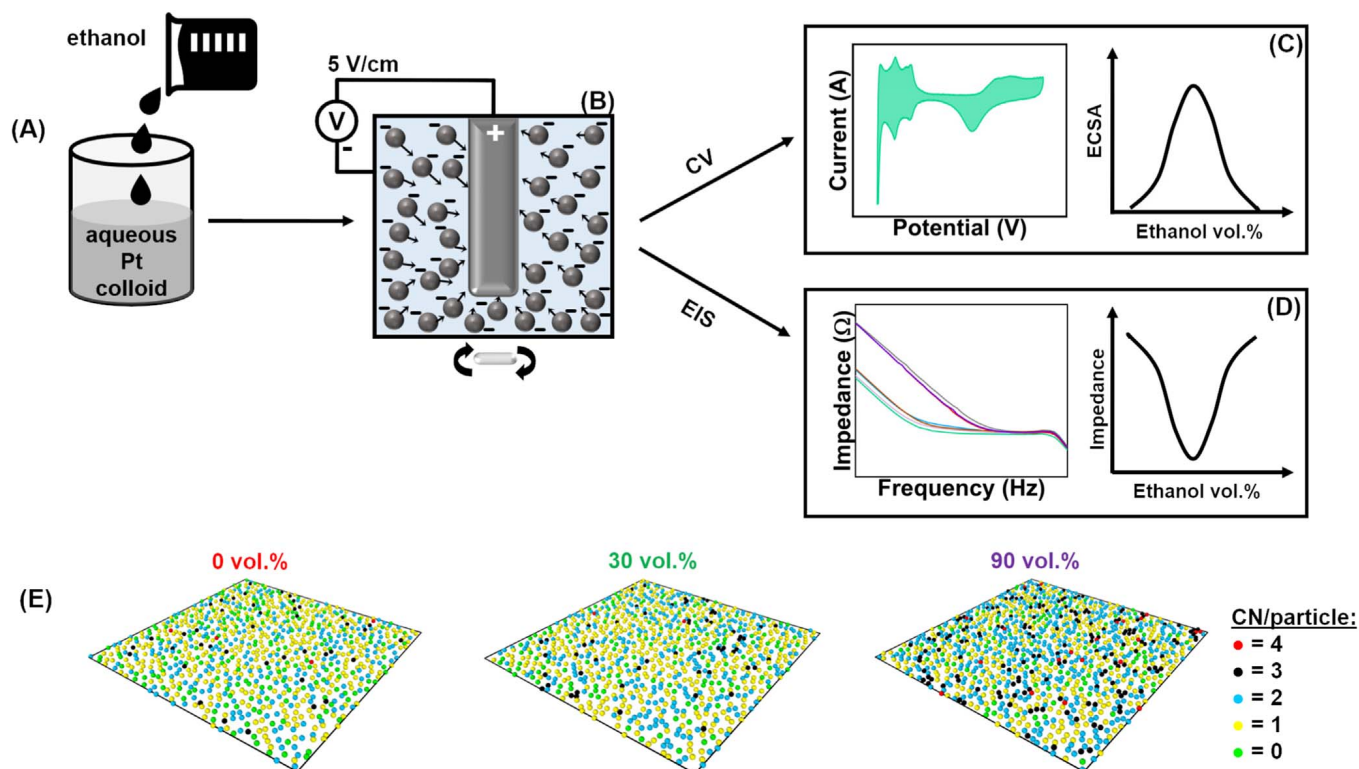 ethanol
(A)
aqueous
Pt
colloid
5 V/cm
V
-
+
(B)
CV
EIS
(C)
Current (A)
Potential (V)
ECSA
Ethanol vol.%
(D)
Impedance (Ω)
Frequency (Hz)
Impedance
Ethanol vol.%
(E)
0 vol.%
30 vol.%
90 vol.%
CN/particle:
= 4
= 3
= 2
= 1
= 0